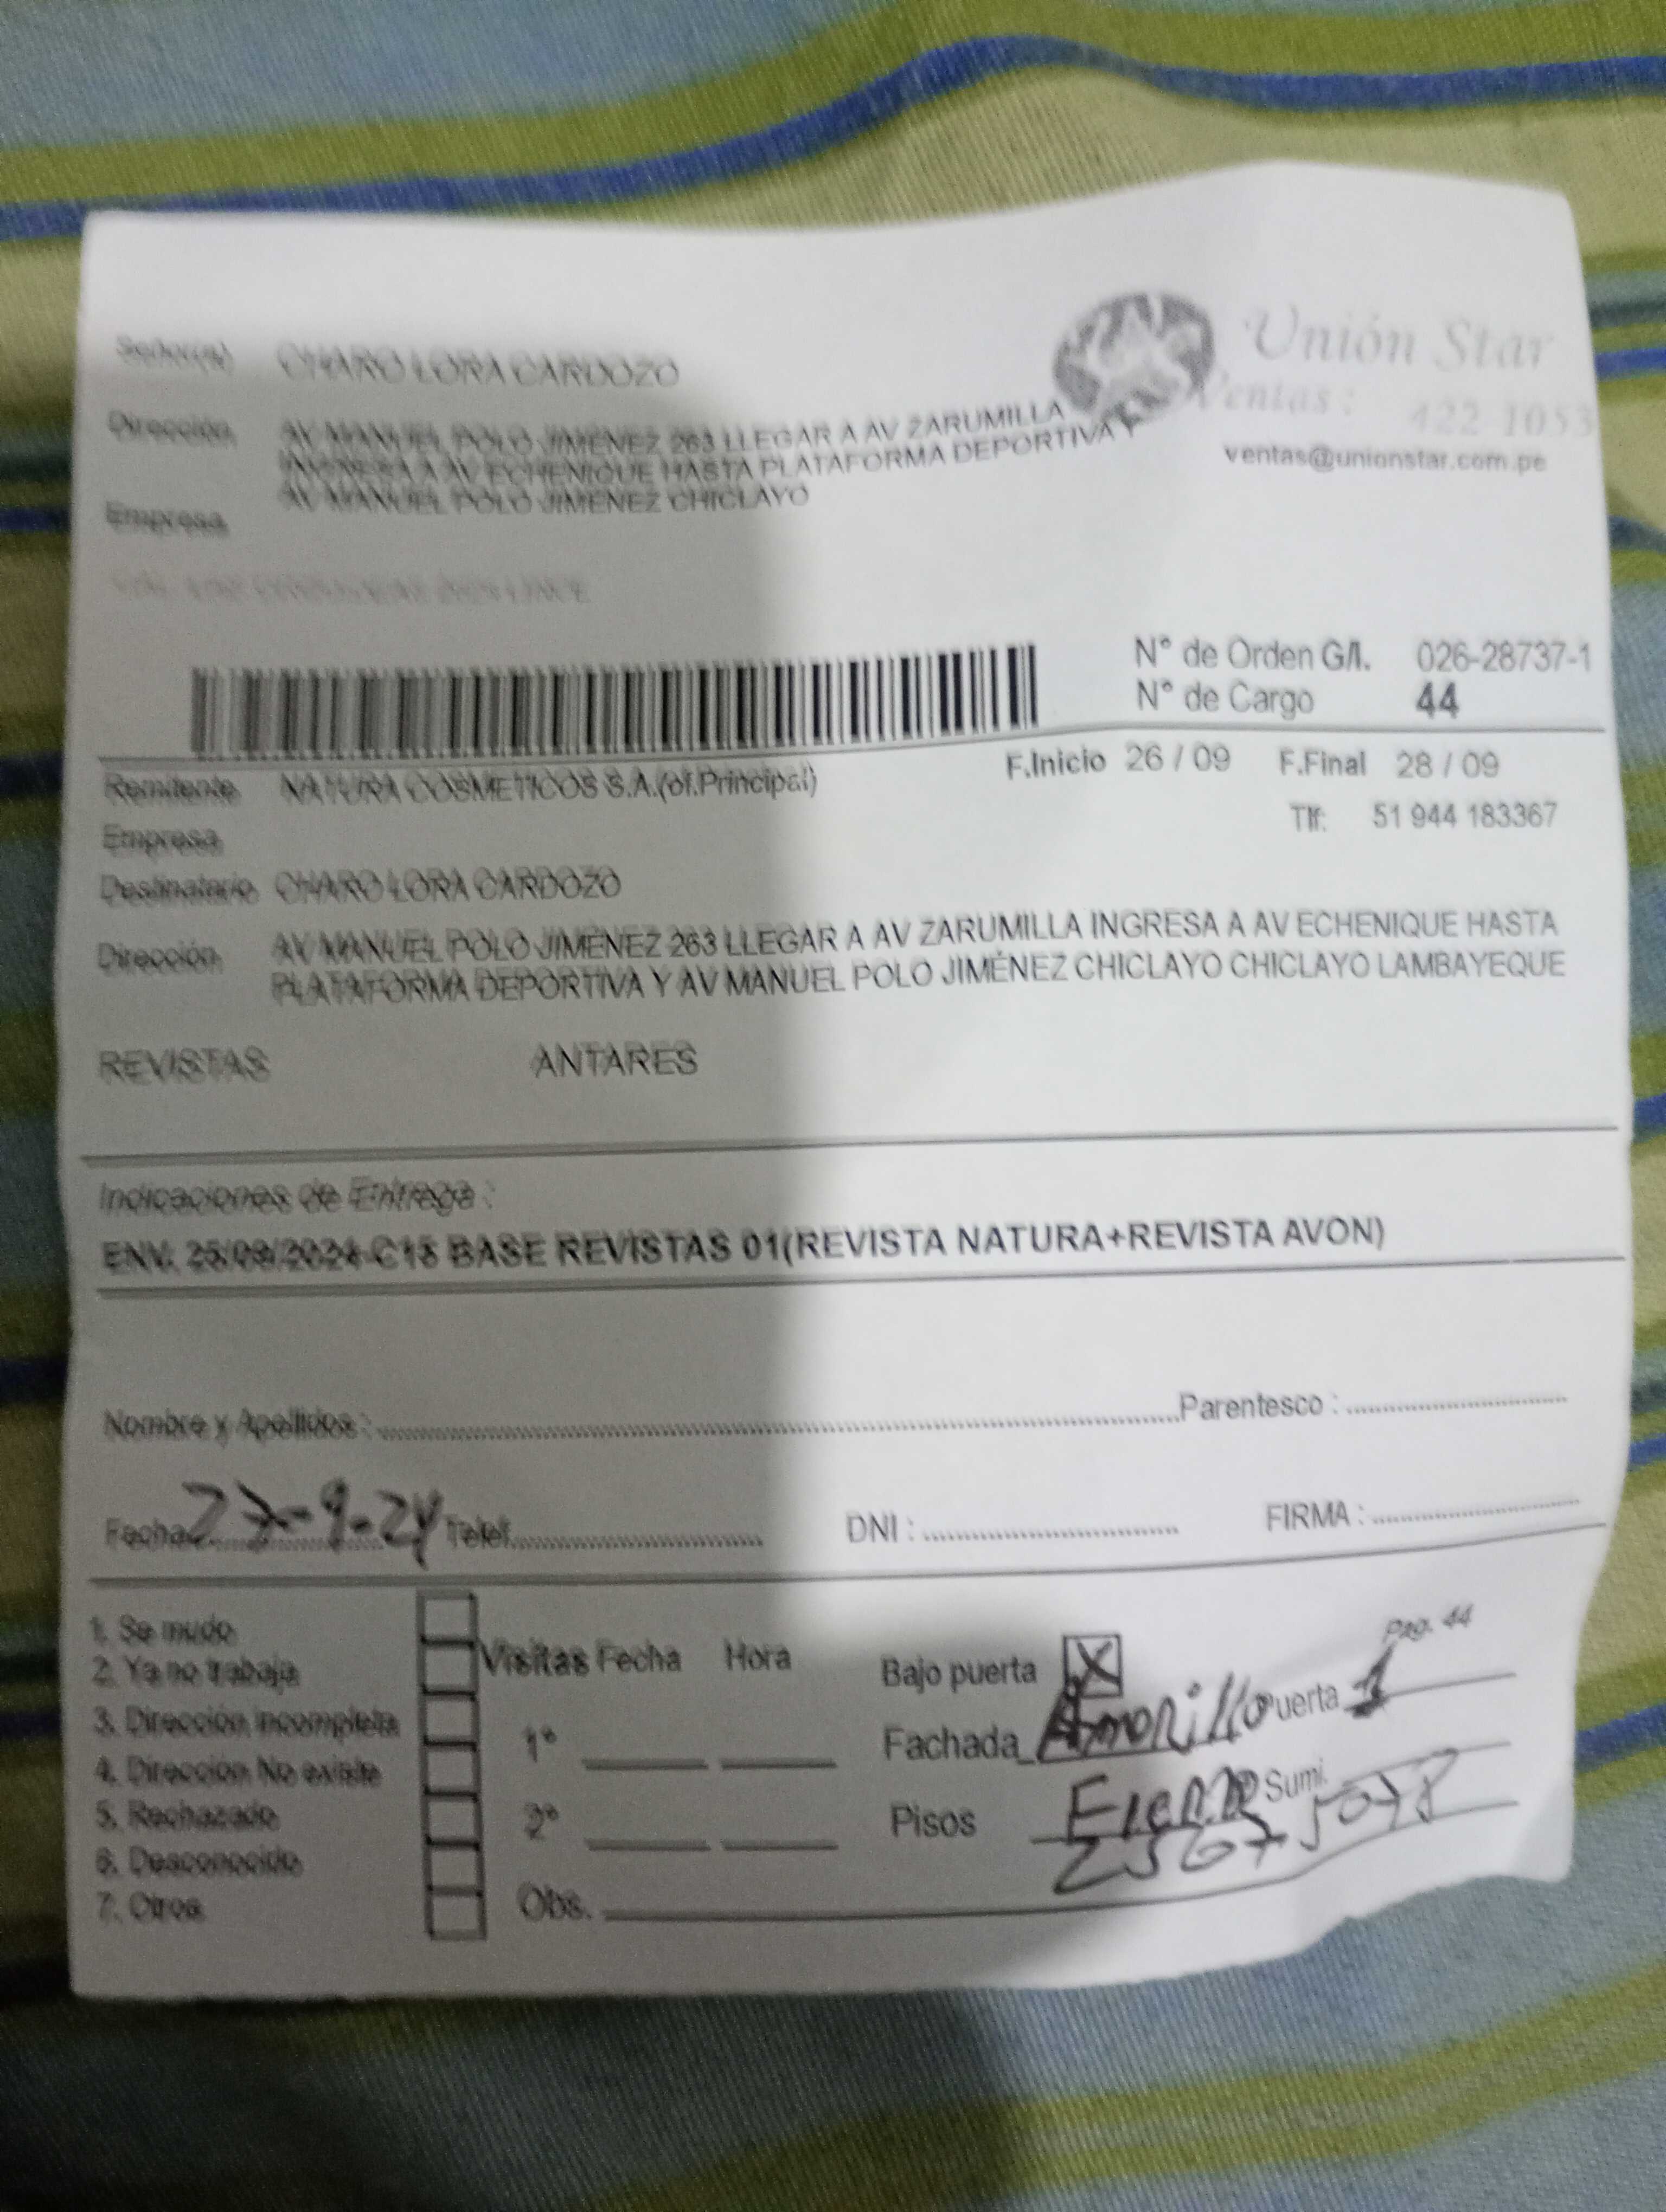 Unión Star
Señor(a) CHARO LORA CARDOZO
Ventas : 422 1053
Dirección AV MANUEL POLO JIMENEZ 263 LLEGAR A AV ZARUMILLA
INGRESA A AV ECHENIQUE HASTA PLATAFORMA DEPORTIVA Y
AV MANUEL POLO JIMENEZ CHICLAYO
ventas@unionstar.com.pe
Empresa
N° de Orden G/I. 026-28737-1
N° de Cargo 44
Remitente NATURA COSMETICOS S.A.(of.Principal) F.Inicio 26 / 09 F.Final 28 / 09
Tlf: 51 944 183367
Empresa
Destinatario CHARO LORA CARDOZO
Dirección AV MANUEL POLO JIMENEZ 263 LLEGAR A AV ZARUMILLA INGRESA A AV ECHENIQUE HASTA
PLATAFORMA DEPORTIVA Y AV MANUEL POLO JIMÉNEZ CHICLAYO CHICLAYO LAMBAYEQUE
REVISTAS ANTARES
Indicaciones de Entrega :
ENV. 25/09/2024 C15 BASE REVISTAS 01(REVISTA NATURA+REVISTA AVON)
Nombre y Apellidos : Parentesco :
Fecha 27-9-24 Telef. DNI : FIRMA :
Pag. 44
1. Se mudo
2. Ya no trabaja
3. Dirección incompleta
4. Dirección No existe
5. Rechazado
6. Desconocido
7. Otros
Visitas Fecha Hora
1°
2°
Obs.
Bajo puerta X
Fachada Amarillo Puerta 1
Pisos Sumi.